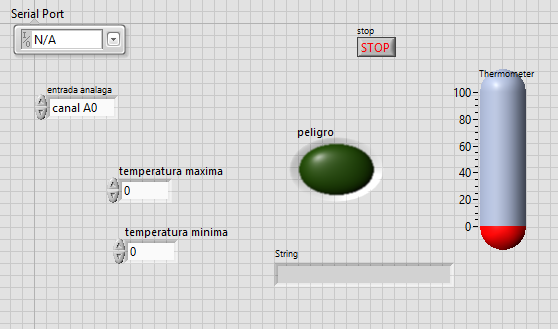 Serial Port
I/O N/A
stop
STOP
Thermometer
entrada analaga
canal A0
100
80
60
40
20
0
peligro
temperatura maxima
0
temperatura minima
0
String